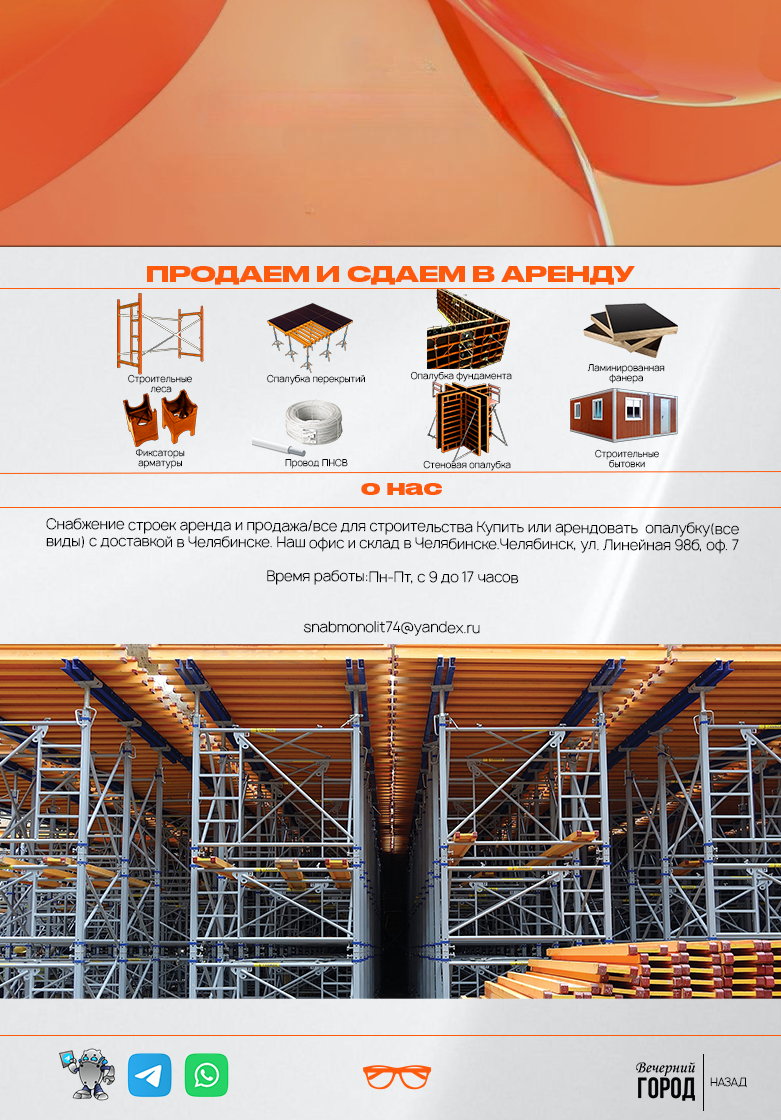 ПРОДАЕМ И СДАЕМ В АРЕНДУ
Строительные
леса
Спалубка перекрытий
Опалубка фундамента
Ламинированная
фанера
Фиксаторы
арматуры
Провод ПНСВ
Стеновая опалубка
Строительные
бытовки
о нас
Снабжение строек аренда и продажа/все для строительства Купить или арендовать опалубку(все
виды) с доставкой в Челябинске. Наш офис и склад в Челябинске.Челябинск, ул. Линейная 98б, оф. 7
Время работы:Пн-Пт, с 9 до 17 часов
snabmonolit74@yandex.ru
Вечерний
ГОРОД
НАЗАД